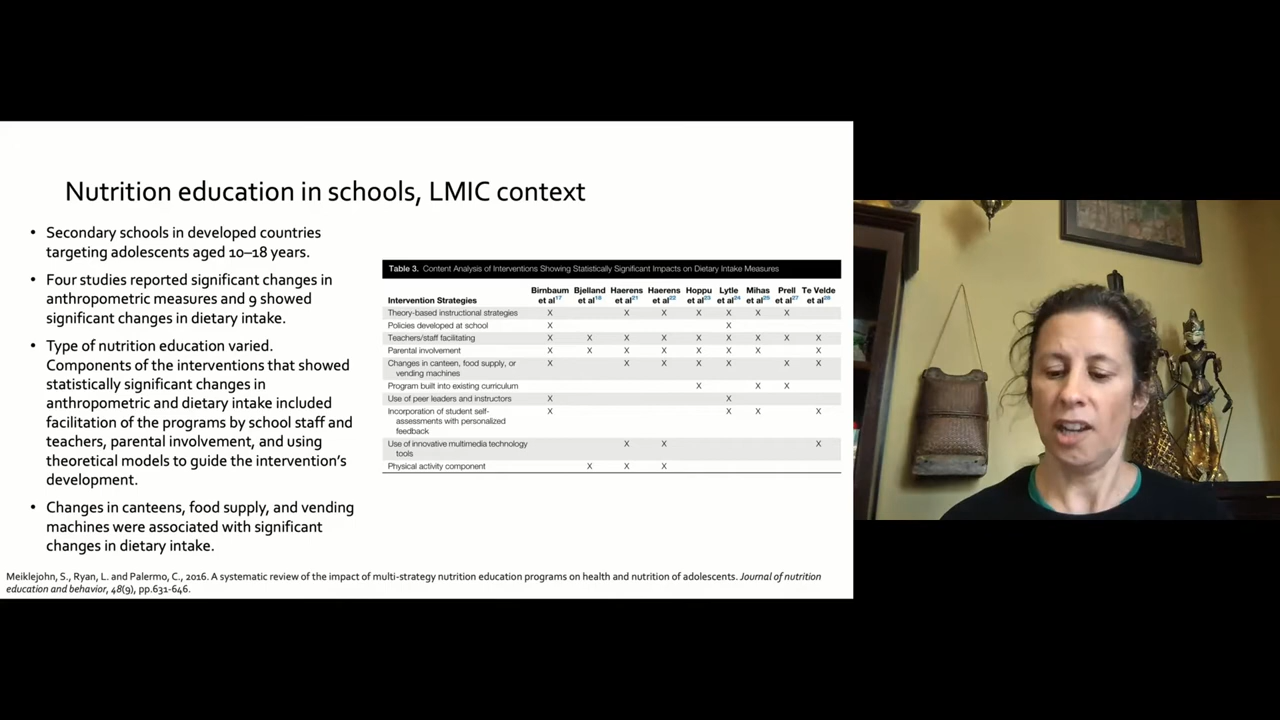 Nutrition education in schools, LMIC context
• Secondary schools in developed countries
targeting adolescents aged 10–18 years.
• Four studies reported significant changes in
anthropometric measures and 9 showed
significant changes in dietary intake.
• Type of nutrition education varied.
Components of the interventions that showed
statistically significant changes in
anthropometric and dietary intake included
facilitation of the programs by school staff and
teachers, parental involvement, and using
theoretical models to guide the intervention's
development.
• Changes in canteens, food supply, and vending
machines were associated with significant
changes in dietary intake.
Table 3. Content Analysis of Interventions Showing Statistically Significant Impacts on Dietary Intake Measures
Birnbaum Bjelland Haerens Haerens Hoppu Lytle Mihas Prell Te Velde
Intervention Strategies et al17 et al18 et al21 et al22 et al23 et al24 et al25 et al27 et al28
Theory-based instructional strategies X X X X X X X
Policies developed at school X X
Teachers/staff facilitating X X X X X X X X X
Parental involvement X X X X X X X X
Changes in canteen, food supply, or X X X X X X X
vending machines
Program built into existing curriculum X X X
Use of peer leaders and instructors X X
Incorporation of student self- X X X X
assessments with personalized
feedback
Use of innovative multimedia technology X X X
tools
Physical activity component X X X
Meiklejohn, S., Ryan, L. and Palermo, C., 2016. A systematic review of the impact of multi-strategy nutrition education programs on health and nutrition of adolescents. Journal of nutrition
education and behavior, 48(9), pp.631-646.